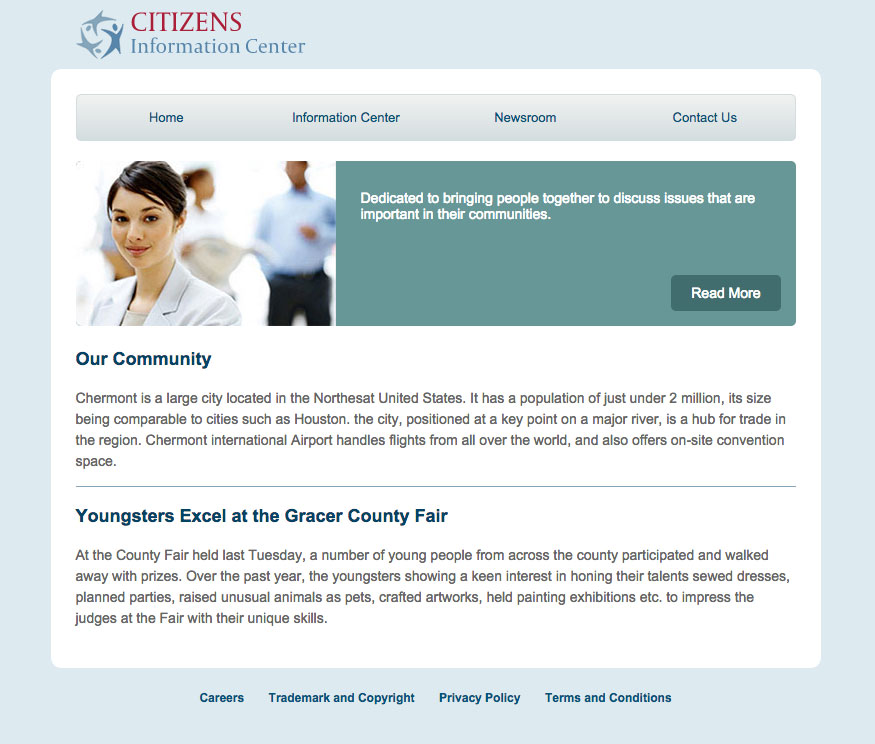 CITIZENS
Information Center
Home Information Center Newsroom Contact Us
Dedicated to bringing people together to discuss issues that are
important in their communities.
Read More
Our Community
Chermont is a large city located in the Northesat United States. It has a population of just under 2 million, its size
being comparable to cities such as Houston. the city, positioned at a key point on a major river, is a hub for trade in
the region. Chermont international Airport handles flights from all over the world, and also offers on-site convention
space.
Youngsters Excel at the Gracer County Fair
At the County Fair held last Tuesday, a number of young people from across the county participated and walked
away with prizes. Over the past year, the youngsters showing a keen interest in honing their talents sewed dresses,
planned parties, raised unusual animals as pets, crafted artworks, held painting exhibitions etc. to impress the
judges at the Fair with their unique skills.
Careers Trademark and Copyright Privacy Policy Terms and Conditions